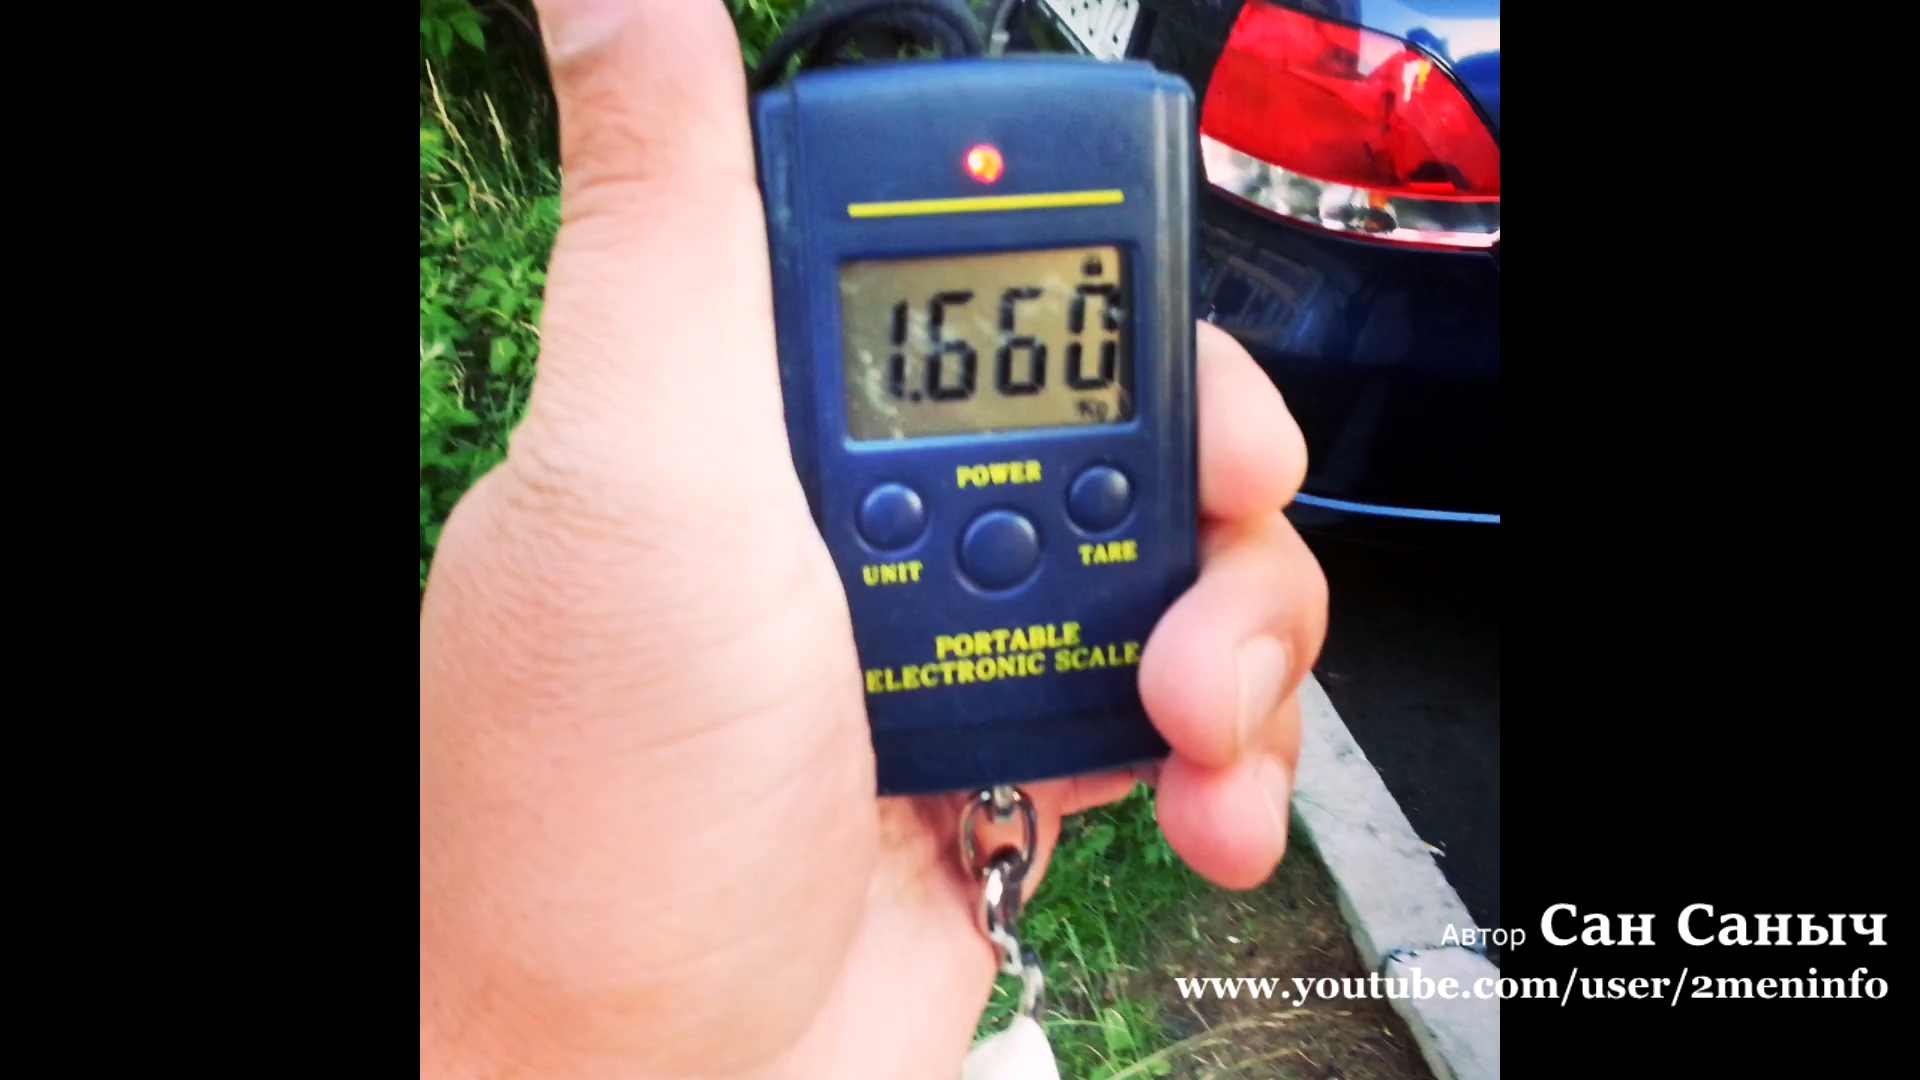 1.660
Kg
POWER
UNIT
TARE
PORTABLE
ELECTRONIC SCALE
Автор Сан Саныч
www.youtube.com/user/2meninfo